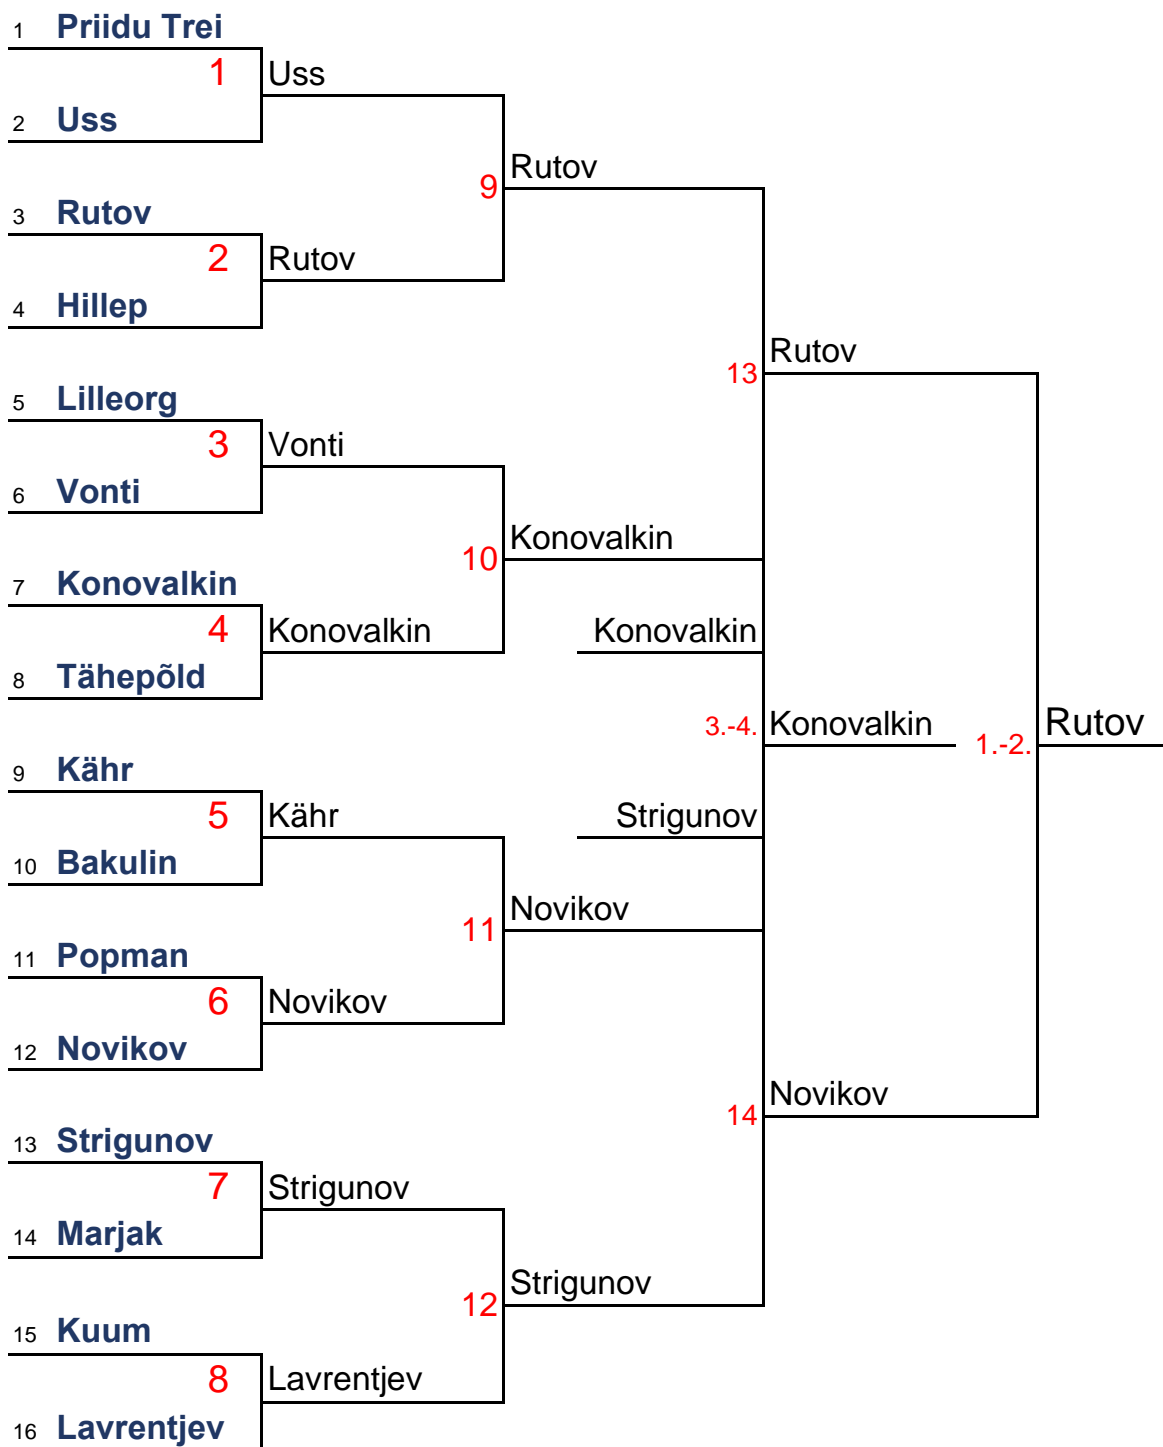 1 Priidu Trei
1 Uss
2 Uss
9 Rutov
3 Rutov
2 Rutov
4 Hillep
13 Rutov
5 Lilleorg
3 Vonti
6 Vonti
10 Konovalkin
7 Konovalkin
4 Konovalkin Konovalkin
8 Tähepõld
3.-4. Konovalkin 1.-2. Rutov
9 Kähr
5 Kähr Strigunov
10 Bakulin
11 Novikov
11 Popman
6 Novikov
12 Novikov
14 Novikov
13 Strigunov
7 Strigunov
14 Marjak
12 Strigunov
15 Kuum
8 Lavrentjev
16 Lavrentjev